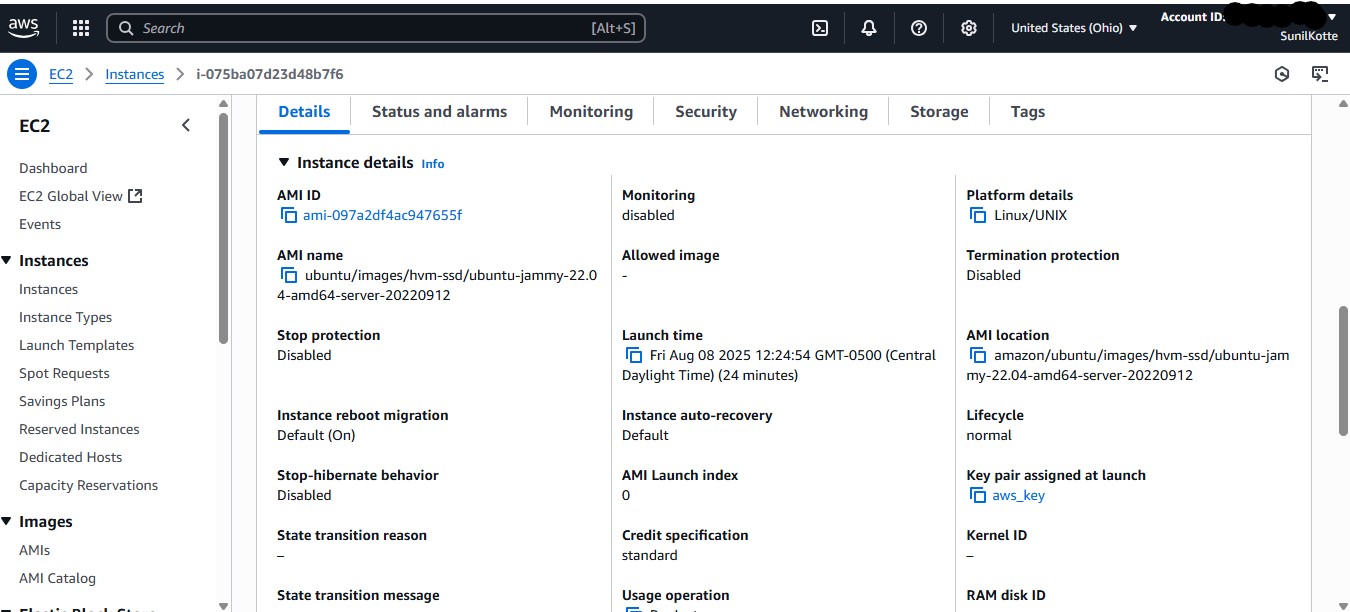 aws
Search
[Alt+S]
United States (Ohio)
Account ID:
SunilKotte
EC2
Instances
i-075ba07d23d48b7f6
EC2
Dashboard
EC2 Global View
Events
Instances
Instances
Instance Types
Launch Templates
Spot Requests
Savings Plans
Reserved Instances
Dedicated Hosts
Capacity Reservations
Images
AMIs
AMI Catalog
Details
Status and alarms
Monitoring
Security
Networking
Storage
Tags
Instance details Info
AMI ID
ami-097a2df4ac947655f
Monitoring
disabled
Platform details
Linux/UNIX
AMI name
ubuntu/images/hvm-ssd/ubuntu-jammy-22.0
4-amd64-server-20220912
Allowed image
-
Termination protection
Disabled
Stop protection
Disabled
Launch time
Fri Aug 08 2025 12:24:54 GMT-0500 (Central
Daylight Time) (24 minutes)
AMI location
amazon/ubuntu/images/hvm-ssd/ubuntu-jam
my-22.04-amd64-server-20220912
Instance reboot migration
Default (On)
Instance auto-recovery
Default
Lifecycle
normal
Stop-hibernate behavior
Disabled
AMI Launch index
0
Key pair assigned at launch
aws_key
State transition reason
–
Credit specification
standard
Kernel ID
–
State transition message
Usage operation
RAM disk ID